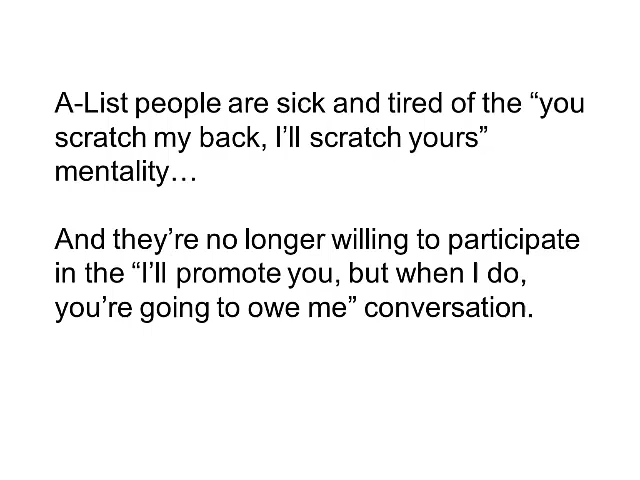 A-List people are sick and tired of the “you
scratch my back, I’ll scratch yours”
mentality…
And they’re no longer willing to participate
in the “I’ll promote you, but when I do,
you’re going to owe me” conversation.